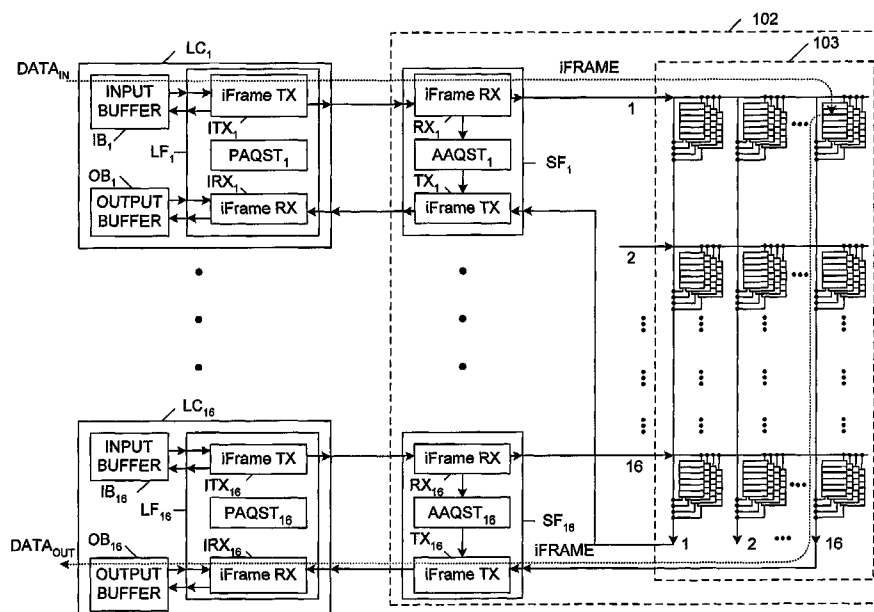 102
LC1
103
DATAIN
iFRAME
INPUT BUFFER
iFrame TX
iFrame RX
1
IB1
ITX1
RX1
LF1
PAQST1
AAQST1
SF1
OB1
IRX1
TX1
OUTPUT BUFFER
iFrame RX
iFrame TX
2
LC16
INPUT BUFFER
iFrame TX
iFrame RX
16
IB16
ITX16
RX16
LF16
PAQST16
AAQST16
SF16
OB16
IRX16
TX16
iFRAME
1
2
16
DATAOUT
OUTPUT BUFFER
iFrame RX
iFrame TX